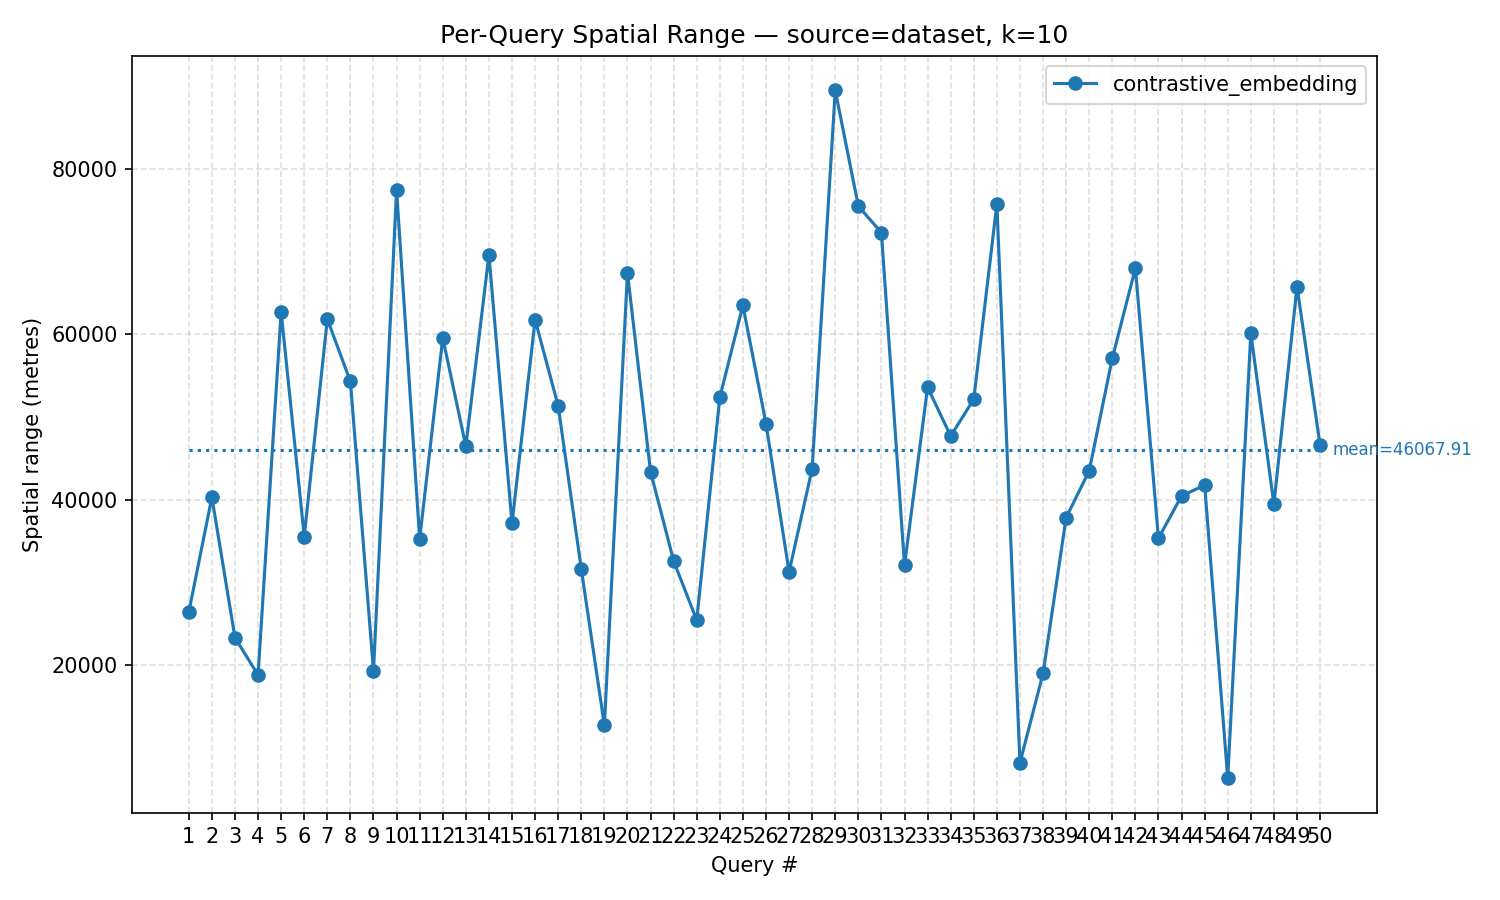 Per-Query Spatial Range — source=dataset, k=10
contrastive_embedding
80000
60000
40000
20000
Spatial range (metres)
mean=46067.91
1 2 3 4 5 6 7 8 9 10 11 12 13 14 15 16 17 18 19 20 21 22 23 24 25 26 27 28 29 30 31 32 33 34 35 36 37 38 39 40 41 42 43 44 45 46 47 48 49 50
Query #